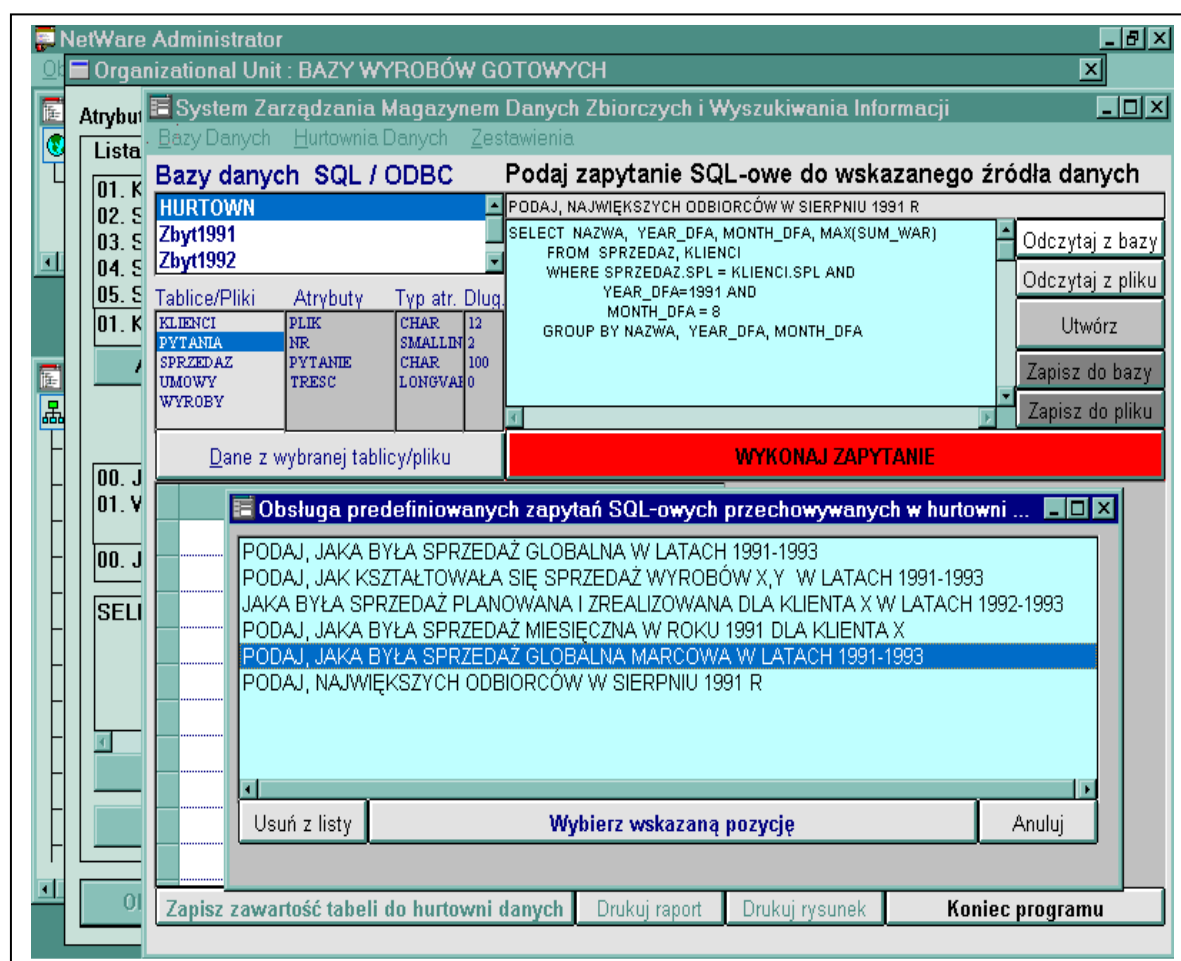 NetWare Administrator
Organizational Unit : BAZY WYROBÓW GOTOWYCH
System Zarządzania Magazynem Danych Zbiorczych i Wyszukiwania Informacji
Bazy Danych Hurtownia Danych Zestawienia
Lista
01. K
02. S
03. S
04. S
05. S
01. K
00. J
01. V
00. J
SELE
Bazy danych SQL / ODBC
HURTOWN
Zbyt1991
Zbyt1992
Tablice/Pliki Atrybuty Typ atr. Dlug.
KLIENCI PLIK CHAR 12
PYTANIA NR SMALLIN 2
SPRZEDAZ PYTANIE CHAR 100
UMOWY TRESC LONGVAR 0
WYROBY
Dane z wybranej tablicy/pliku
Podaj zapytanie SQL-owe do wskazanego źródła danych
PODAJ, NAJWIĘKSZYCH ODBIORCÓW W SIERPNIU 1991 R
SELECT NAZWA, YEAR_DFA, MONTH_DFA, MAX(SUM_WAR)
FROM SPRZEDAZ, KLIENCI
WHERE SPRZEDAZ.SPL = KLIENCI.SPL AND
YEAR_DFA=1991 AND
MONTH_DFA = 8
GROUP BY NAZWA, YEAR_DFA, MONTH_DFA
Odczytaj z bazy
Odczytaj z pliku
Utwórz
Zapisz do bazy
Zapisz do pliku
WYKONAJ ZAPYTANIE
Obsługa predefiniowanych zapytań SQL-owych przechowywanych w hurtowni ...
PODAJ, JAKA BYŁA SPRZEDAŻ GLOBALNA W LATACH 1991-1993
PODAJ, JAK KSZTAŁTOWAŁA SIĘ SPRZEDAŻ WYROBÓW X,Y W LATACH 1991-1993
JAKA BYŁA SPRZEDAŻ PLANOWANA I ZREALIZOWANA DLA KLIENTA X W LATACH 1992-1993
PODAJ, JAKA BYŁA SPRZEDAŻ MIESIĘCZNA W ROKU 1991 DLA KLIENTA X
PODAJ, JAKA BYŁA SPRZEDAŻ GLOBALNA MARCOWA W LATACH 1991-1993
PODAJ, NAJWIĘKSZYCH ODBIORCÓW W SIERPNIU 1991 R
Usuń z listy Wybierz wskazaną pozycję Anuluj
Zapisz zawartość tabeli do hurtowni danych Drukuj raport Drukuj rysunek Koniec programu